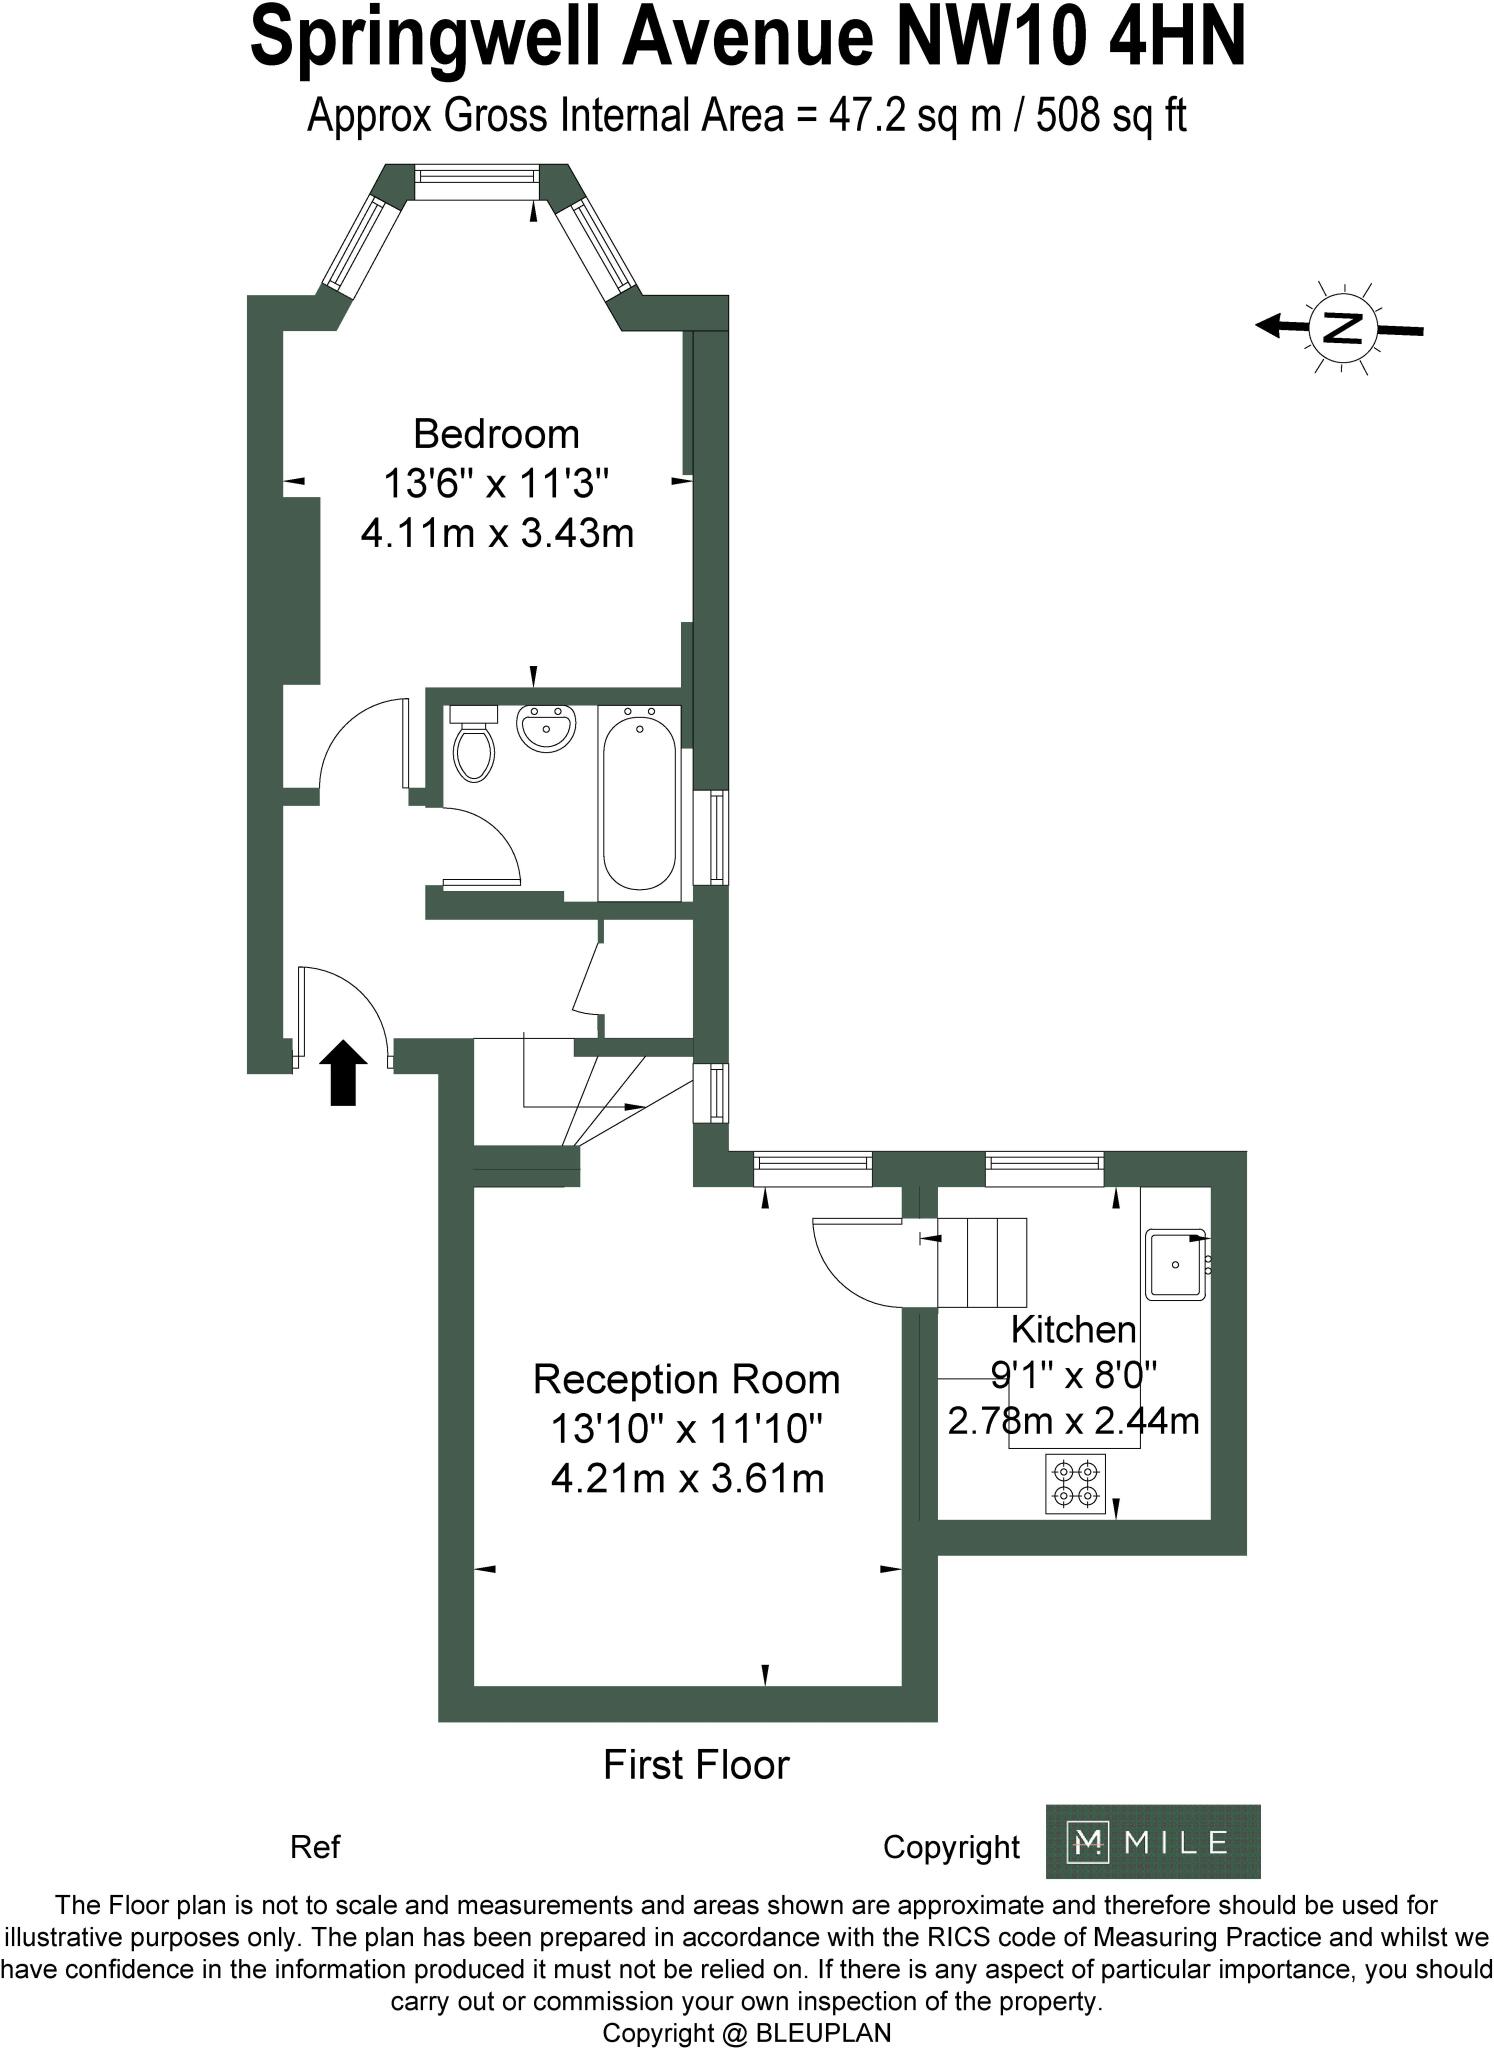 Springwell Avenue NW10 4HN
Approx Gross Internal Area = 47.2 sq m / 508 sq ft
N
Bedroom
13'6" x 11'3"
4.11m x 3.43m
Kitchen
9'1" x 8'0"
2.78m x 2.44m
Reception Room
13'10" x 11'10"
4.21m x 3.61m
First Floor
Ref
Copyright
M. MILE
The Floor plan is not to scale and measurements and areas shown are approximate and therefore should be used for
illustrative purposes only. The plan has been prepared in accordance with the RICS code of Measuring Practice and whilst we
have confidence in the information produced it must not be relied on. If there is any aspect of particular importance, you should
carry out or commission your own inspection of the property.
Copyright @ BLEUPLAN